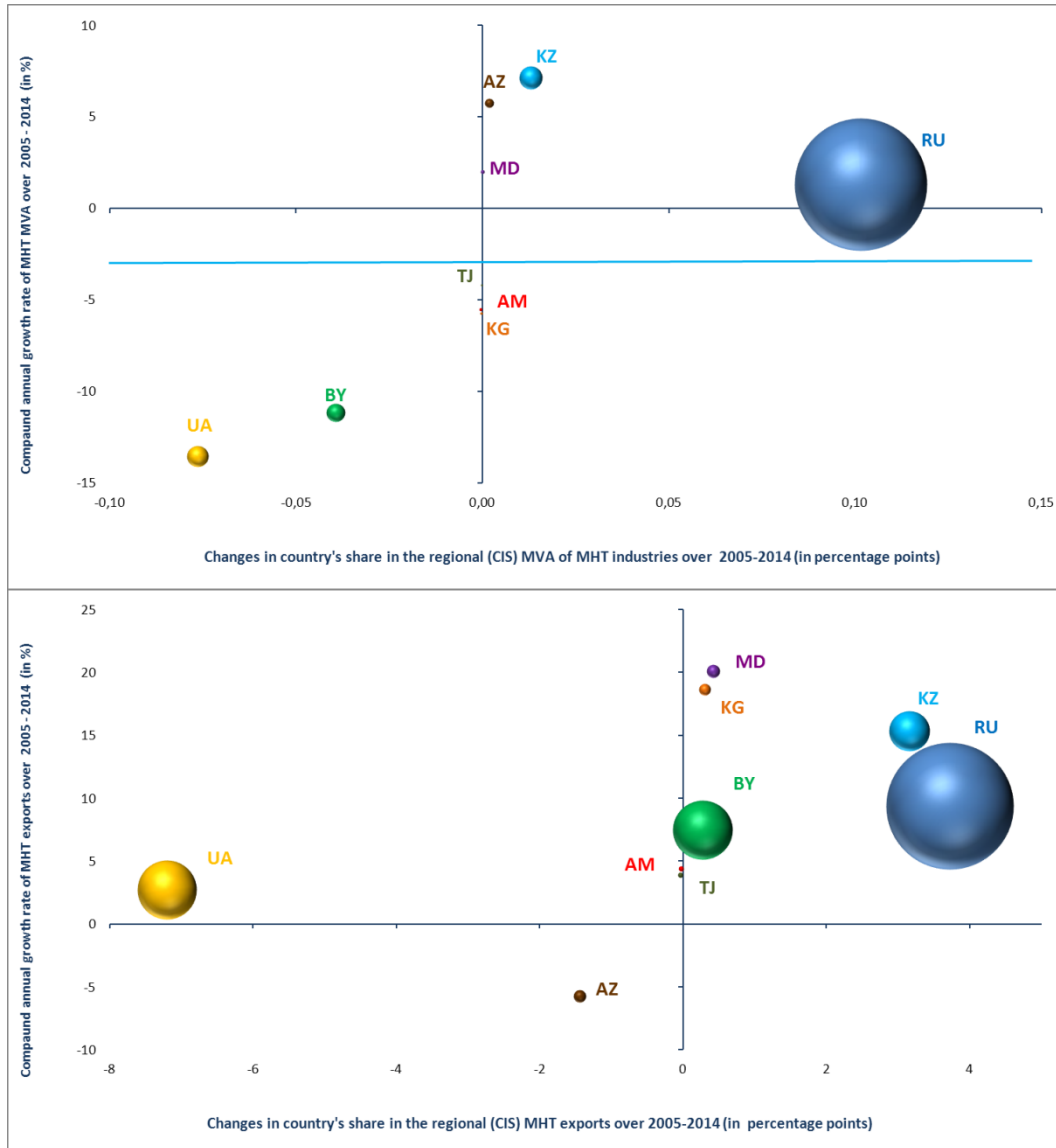 Compaund annual growth rate of MHT MVA over 2005 - 2014 (in %)
10
5
0
-5
-10
-15
KZ
AZ
RU
MD
TJ
AM
KG
BY
UA
-0,10
-0,05
0,00
0,05
0,10
0,15
Changes in country's share in the regional (CIS) MVA of MHT industries over 2005-2014 (in percentage points)
Compaund annual growth rate of MHT exports over 2005 - 2014 (in %)
25
20
15
10
5
0
-5
-10
MD
KG
KZ
RU
BY
UA
AM
TJ
AZ
-8
-6
-4
-2
0
2
4
Changes in country's share in the regional (CIS) MHT exports over 2005-2014 (in percentage points)